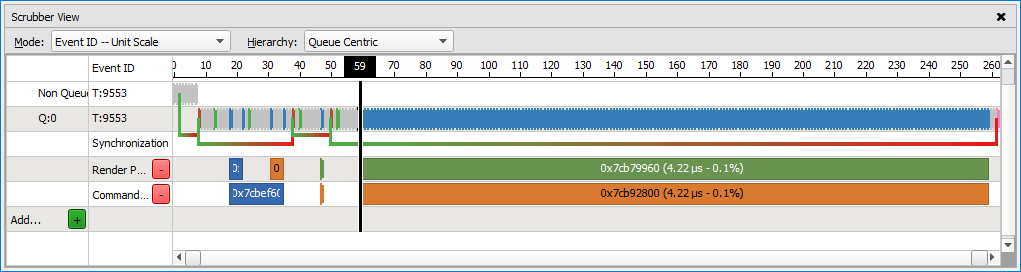 Scrubber View
Mode: Event ID -- Unit Scale Hierarchy: Queue Centric
Event ID 0 10 20 30 40 50 59 70 80 90 100 110 120 130 140 150 160 170 180 190 200 210 220 230 240 250 260
Non Queue T:9553
Q:0 T:9553
Synchronization
Render P... - 0: 0 0x7cb79960 (4.22 µs - 0.1%)
Command... - 0x7cbef60 0x7cb92800 (4.22 µs - 0.1%)
Add... +